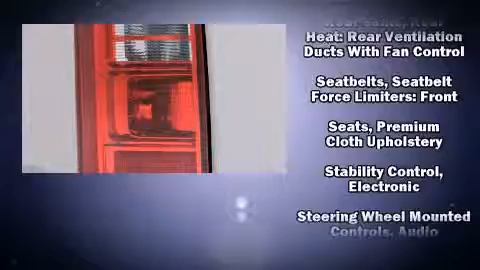 Heat: Rear Ventilation
Ducts With Fan Control
Seatbelts, Seatbelt
Force Limiters: Front
Seats, Premium
Cloth Upholstery
Stability Control,
Electronic
Steering Wheel Mounted
Controls, Audio